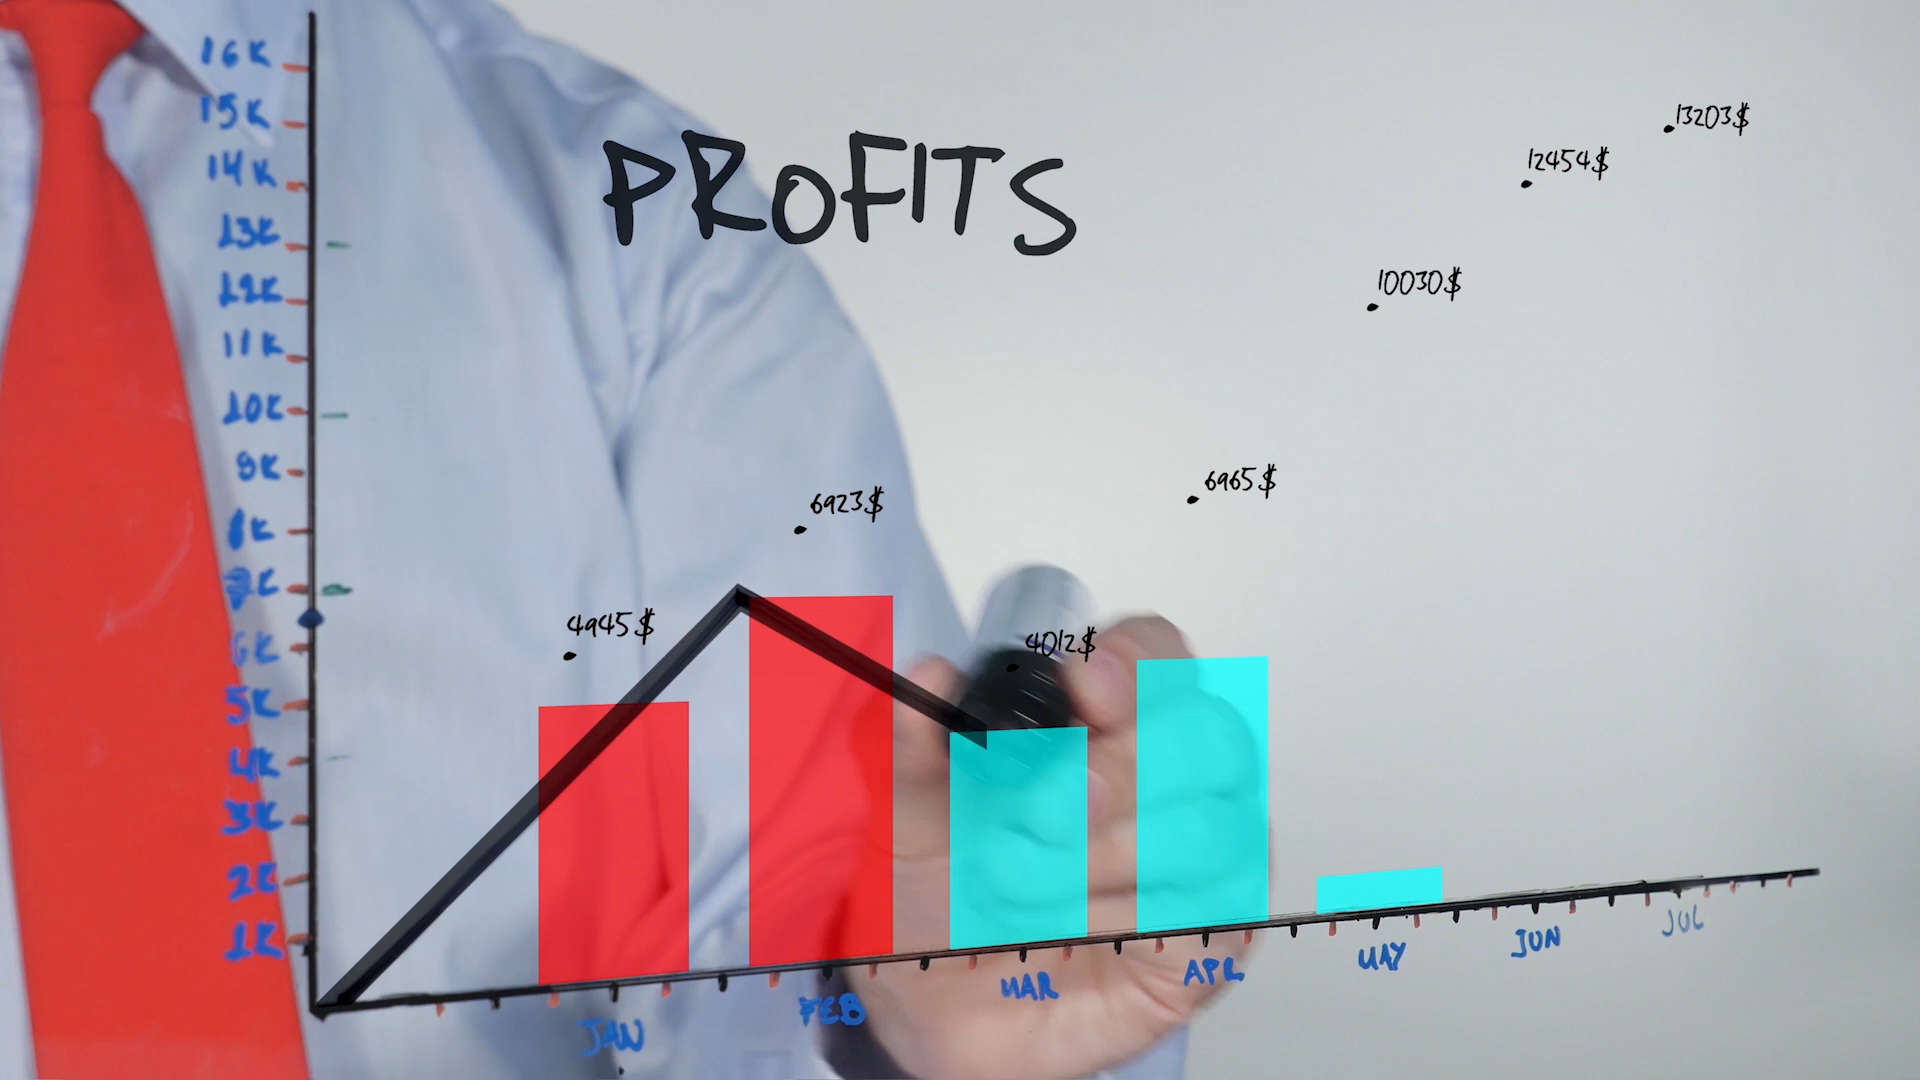 PROFITS
16K
15K
14K
13K
12K
11K
10K
9K
8K
7K
6K
5K
4K
3K
2K
1K
4945$
6923$
4012$
6965$
10030$
12454$
13203$
JAN
FEB
MAR
APR
MAY
JUN
JUL